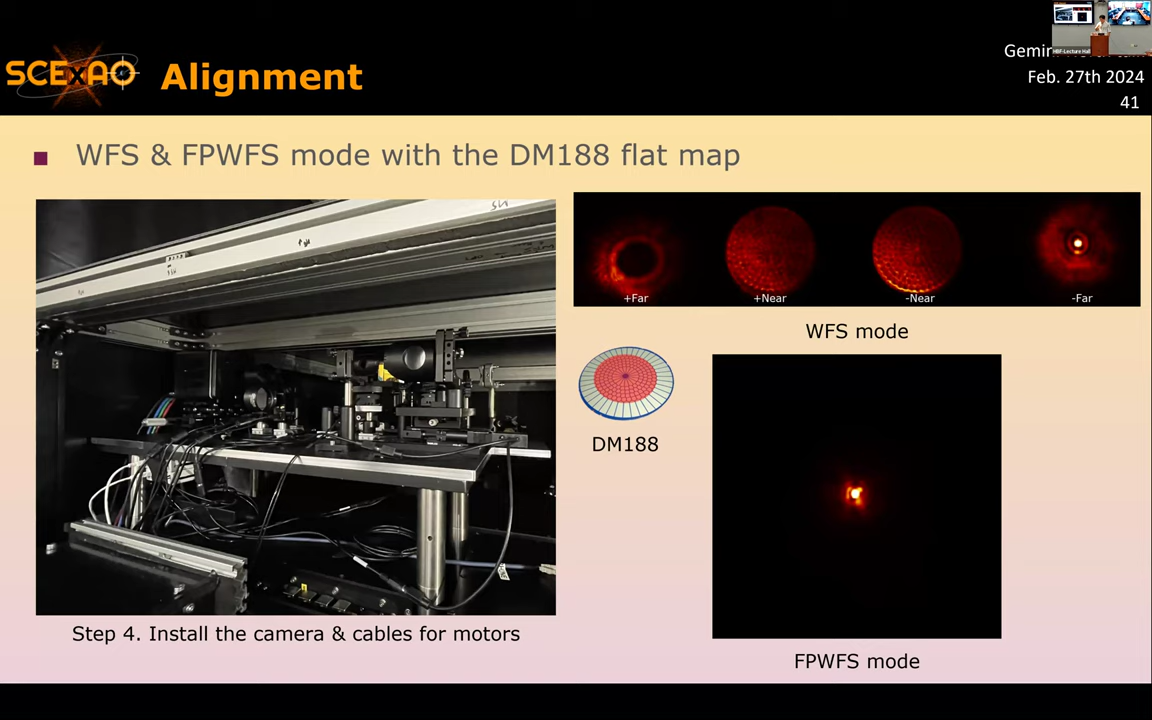 SCExAO
Alignment
Feb. 27th 2024
41
WFS & FPWFS mode with the DM188 flat map
+Far
+Near
-Near
-Far
WFS mode
DM188
Step 4. Install the camera & cables for motors
FPWFS mode